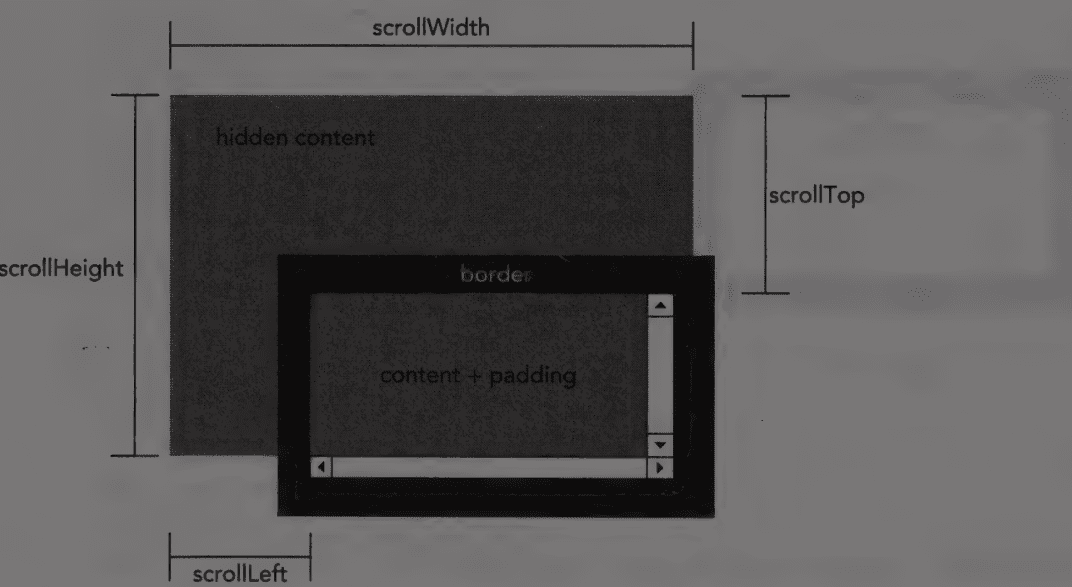 scrollWidth
hidden content
scrollTop
scrollHeight
border
content + padding
scrollLeft